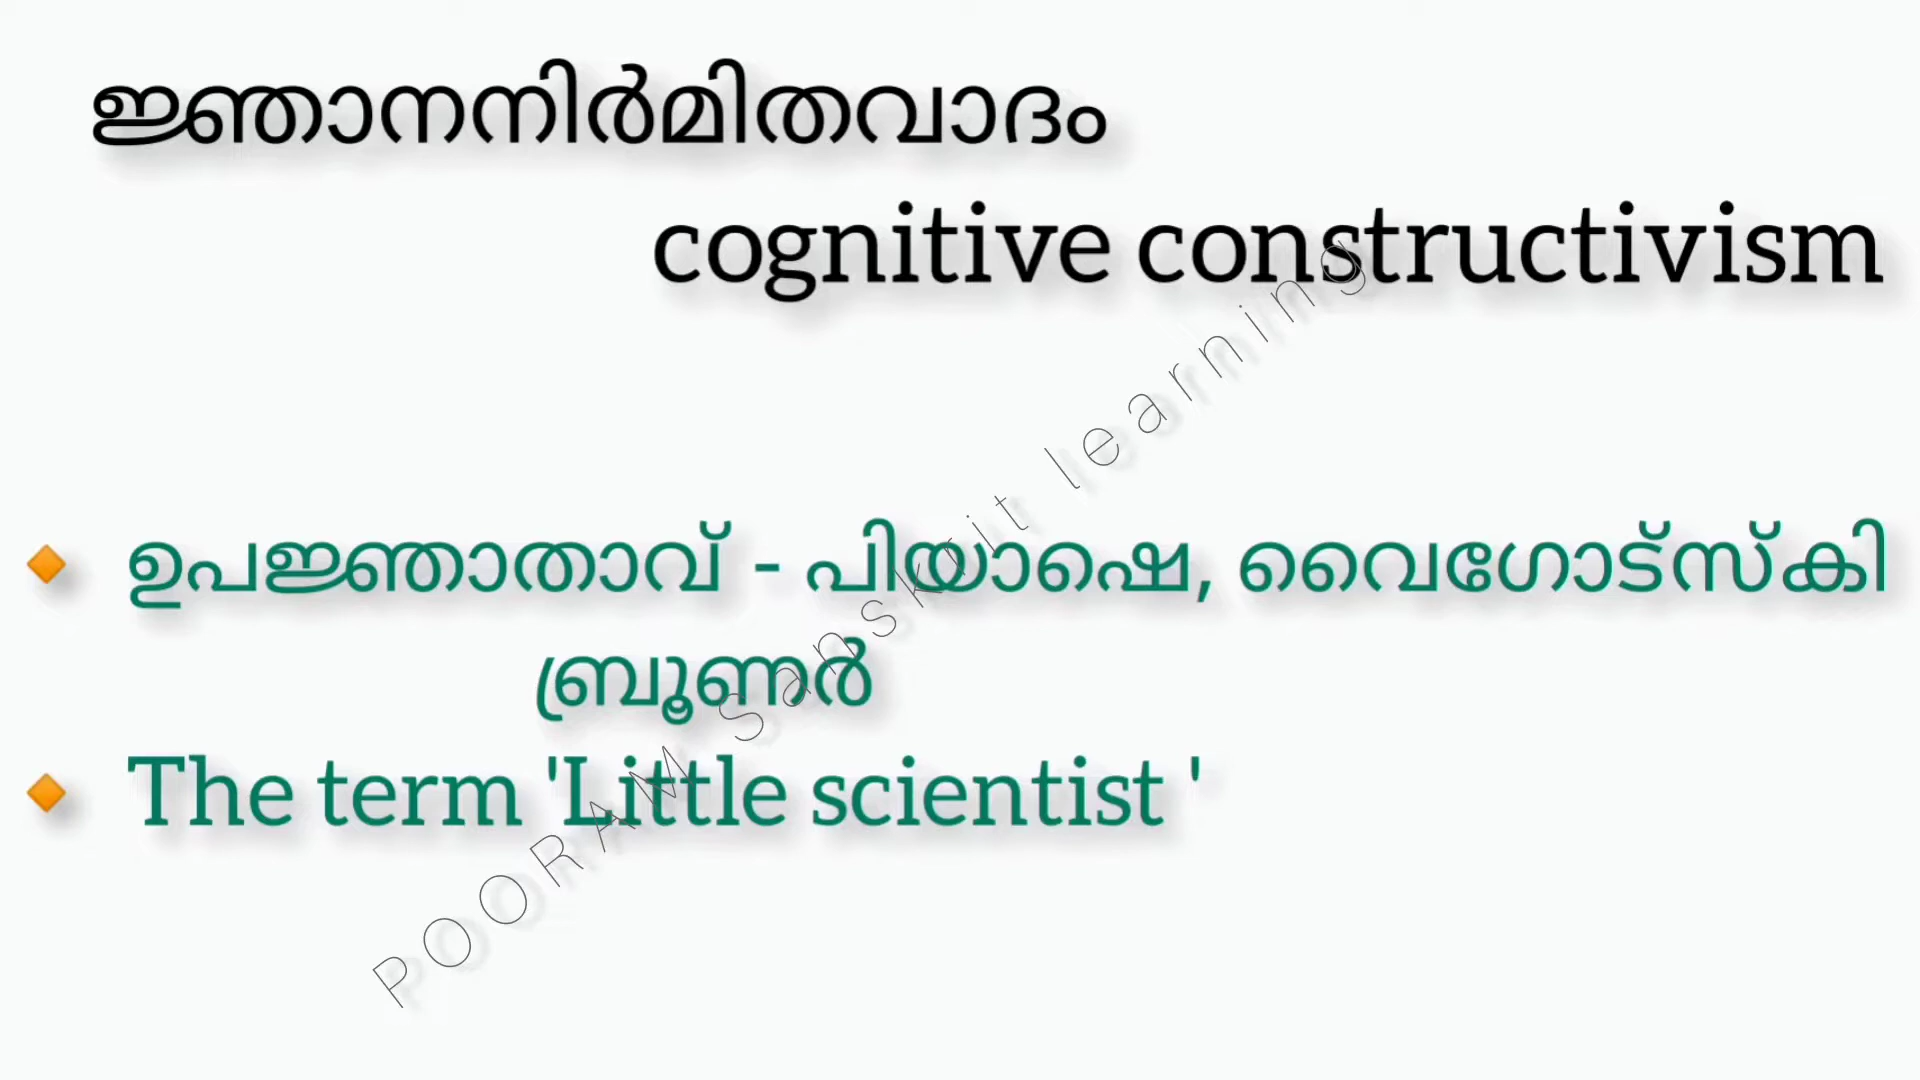 ജ്ഞാനനിർമിതവാദം
cognitive constructivism
ഉപജ്ഞാതാവ് - പിയാഷെ, വൈഗോട്സ്കി
ബ്രൂണർ
The term 'Little scientist '
POORAM Sanskrit learning